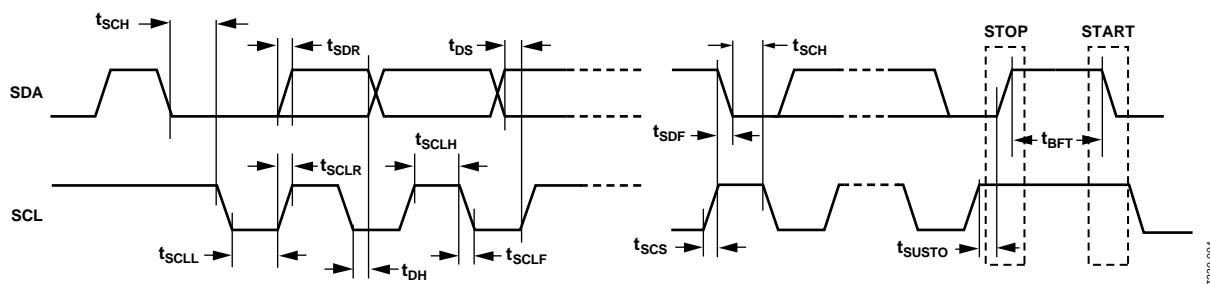 STOP
START
tSCH
tSDR
tDS
tSCH
SDA
tSDF
tBFT
tSCLR
tSCLH
SCL
tSCLL
tDH
tSCLF
tSCS
tSUSTO